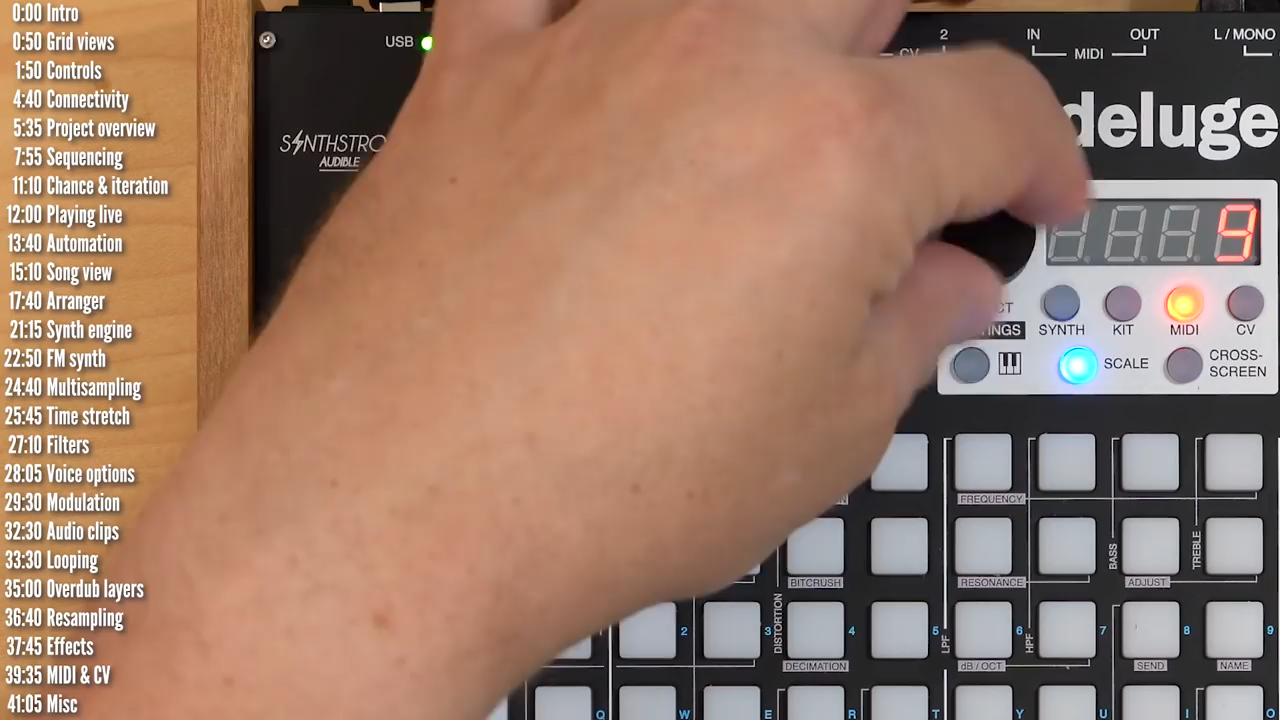 0:00 Intro
0:50 Grid views
1:50 Controls
4:40 Connectivity
5:35 Project overview
7:55 Sequencing
11:10 Chance & iteration
12:00 Playing live
13:40 Automation
15:10 Song view
17:40 Arranger
21:15 Synth engine
22:50 FM synth
24:40 Multisampling
25:45 Time stretch
27:10 Filters
28:05 Voice options
29:30 Modulation
32:30 Audio clips
33:30 Looping
35:00 Overdub layers
36:40 Resampling
37:45 Effects
39:35 MIDI & CV
41:05 Misc
USB
2 IN OUT L / MONO
CV MIDI
deluge
SYNTHSTRO
AUDIBLE
9
CT
INGS SYNTH KIT MIDI CV
SCALE CROSS-
SCREEN
FREQUENCY
BASS TREBLE
BITCRUSH RESONANCE ADJUST
DISTORTION LPF HPF
2 3 4 5 6 7 8 9
DECIMATION dB / OCT SEND NAME
Q W E R T Y U I O